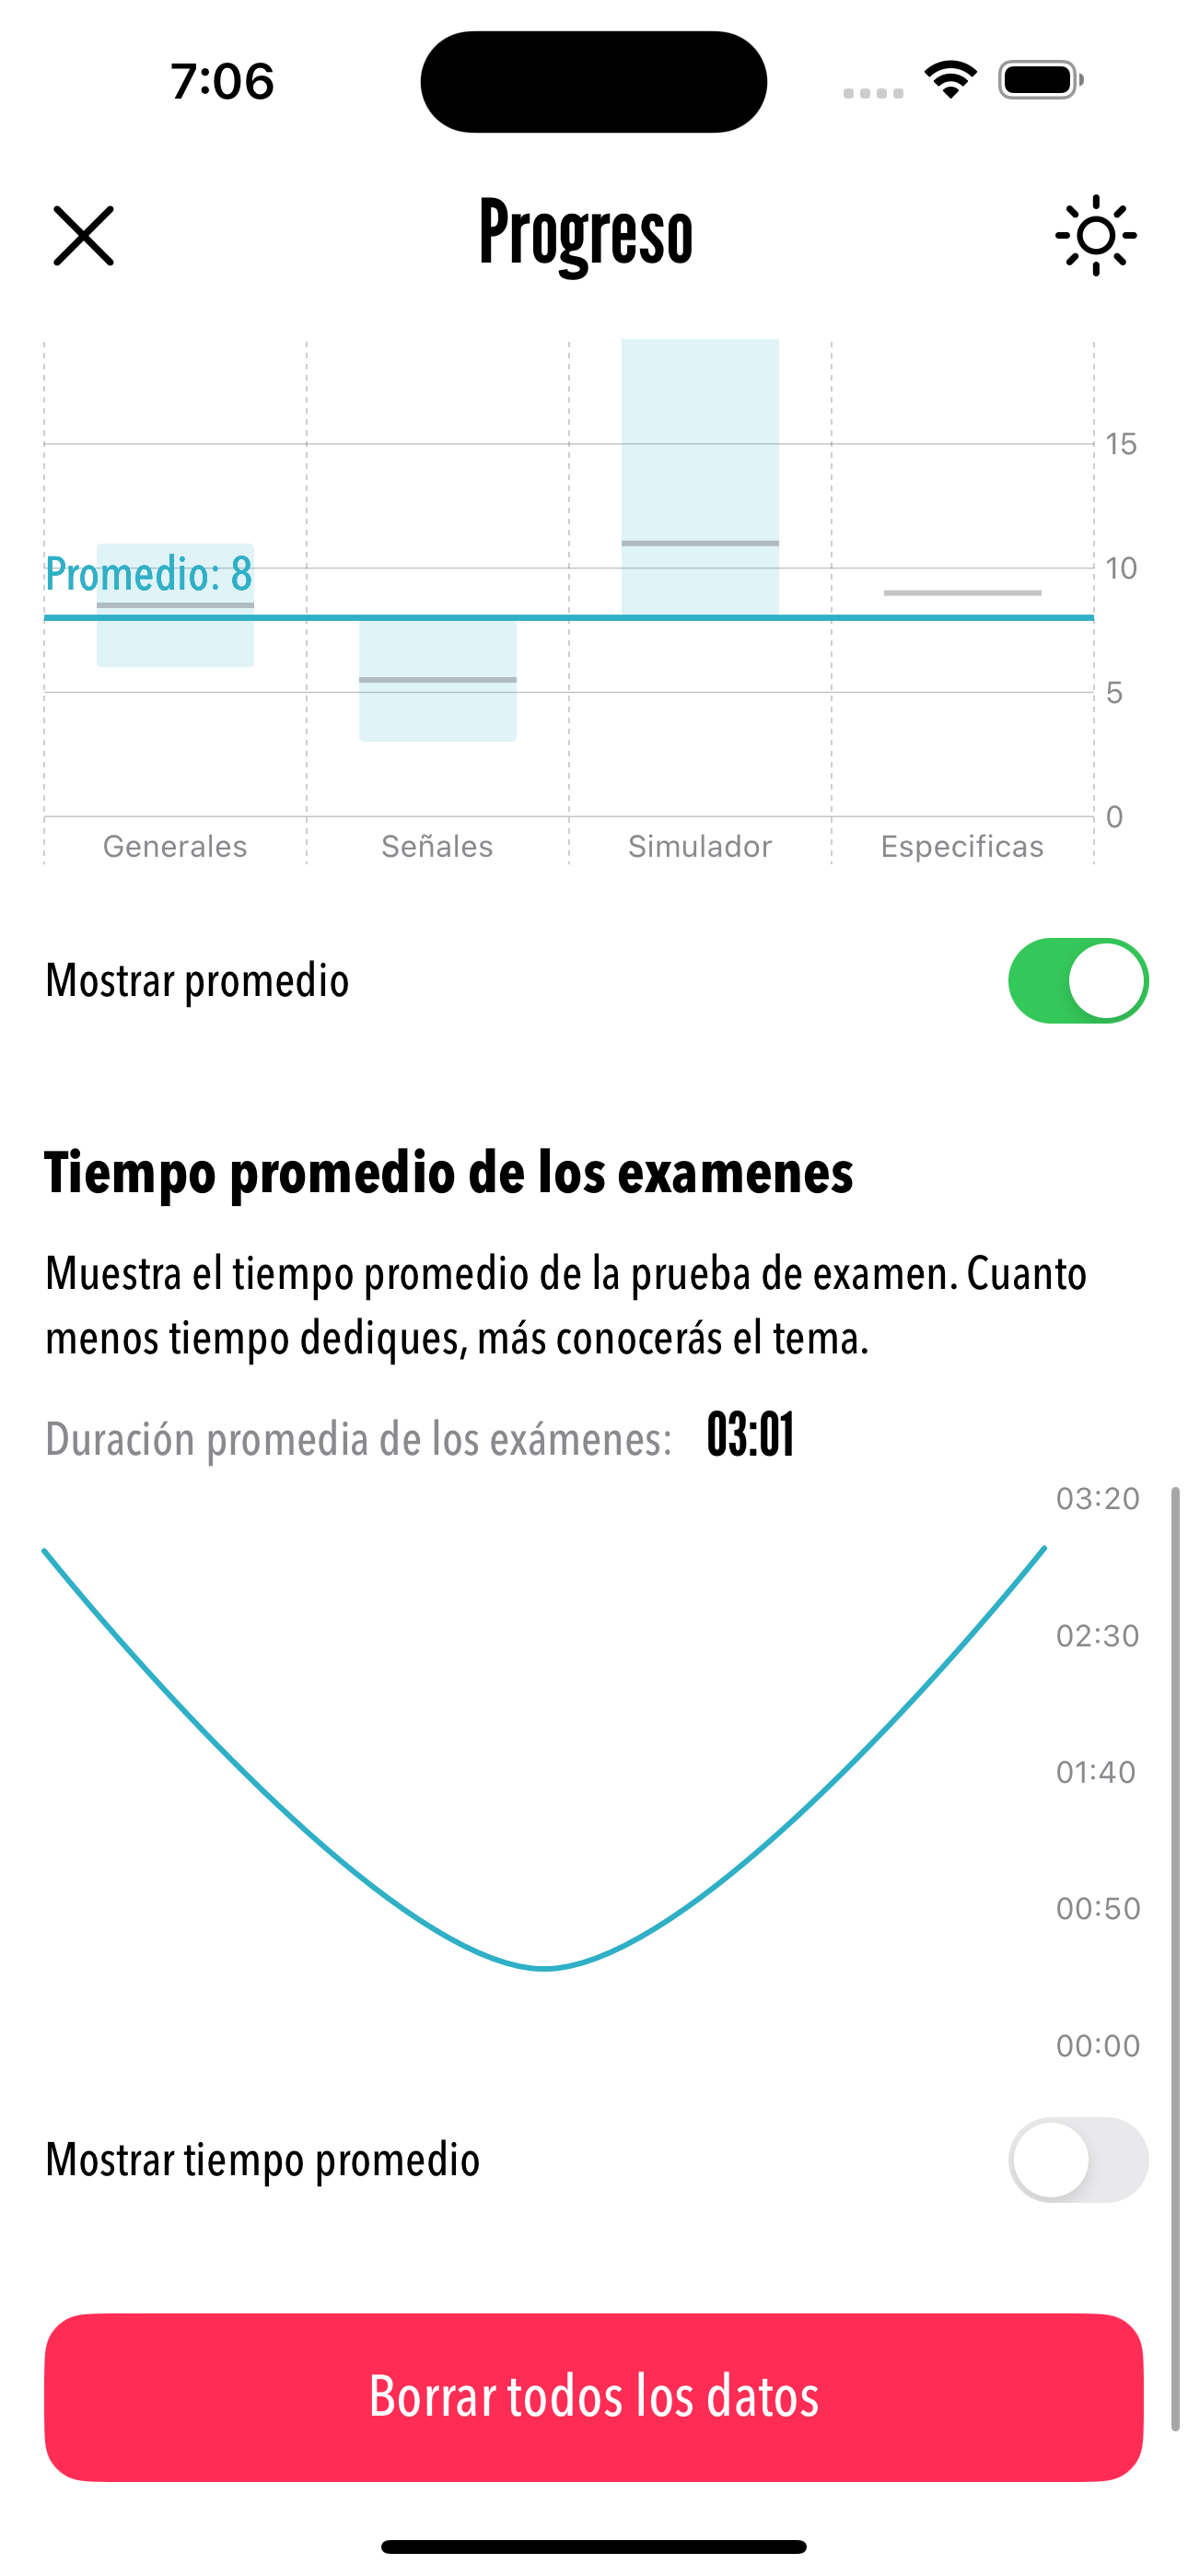 7:06
Progreso
15
Promedio: 8
10
5
0
Generales Señales Simulador Especificas
Mostrar promedio
Tiempo promedio de los examenes
Muestra el tiempo promedio de la prueba de examen. Cuanto
menos tiempo dediques, más conocerás el tema.
Duración promedia de los exámenes: 03:01
03:20
02:30
01:40
00:50
00:00
Mostrar tiempo promedio
Borrar todos los datos